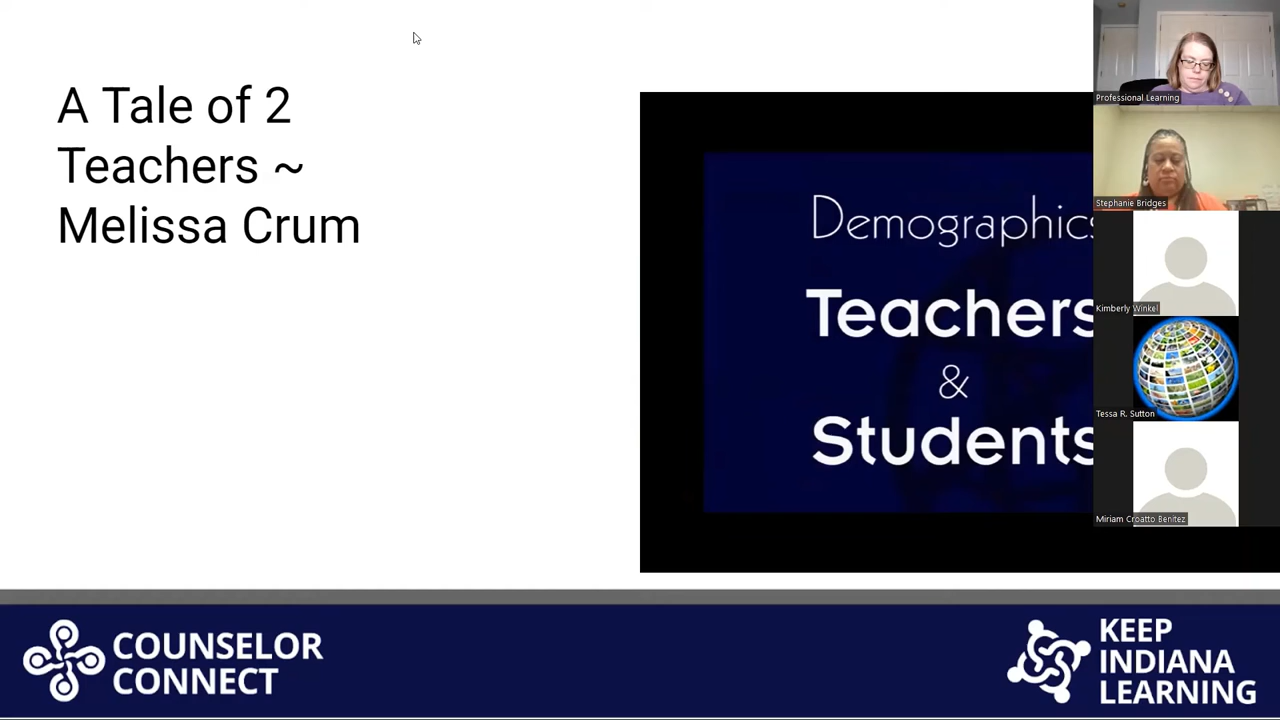 A Tale of 2
Teachers ~
Melissa Crum
Demographics
Teachers
&
Students
Professional Learning
Stephanie Bridges
Kimberly Winkel
Tessa R. Sutton
Miriam Croatto Benitez
COUNSELOR
CONNECT
KEEP
INDIANA
LEARNING